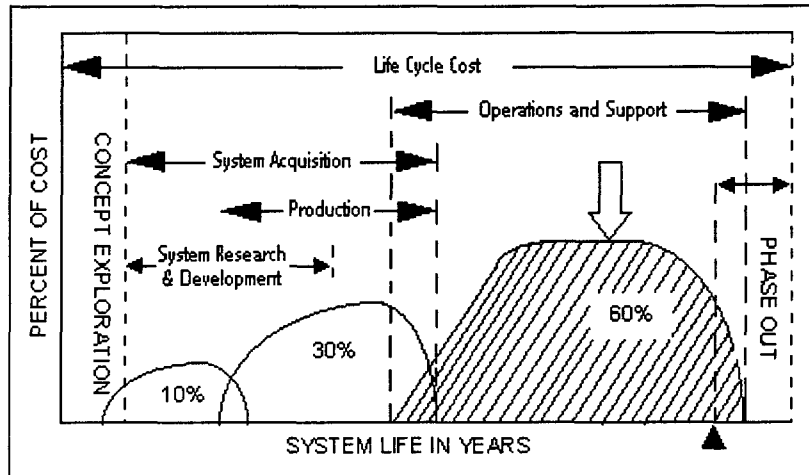 Life Cycle Cost
Operations and Support
System Acquisition
Production
System Research
& Development
PERCENT OF COST
CONCEPT EXPLORATION
PHASE OUT
10%
30%
60%
SYSTEM LIFE IN YEARS